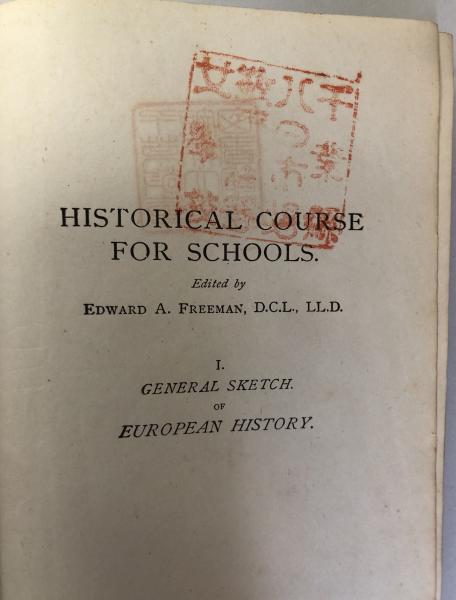 HISTORICAL COURSE
FOR SCHOOLS.
Edited by
EDWARD A. FREEMAN, D.C.L., LL.D.
I.
GENERAL SKETCH.
OF
EUROPEAN HISTORY.